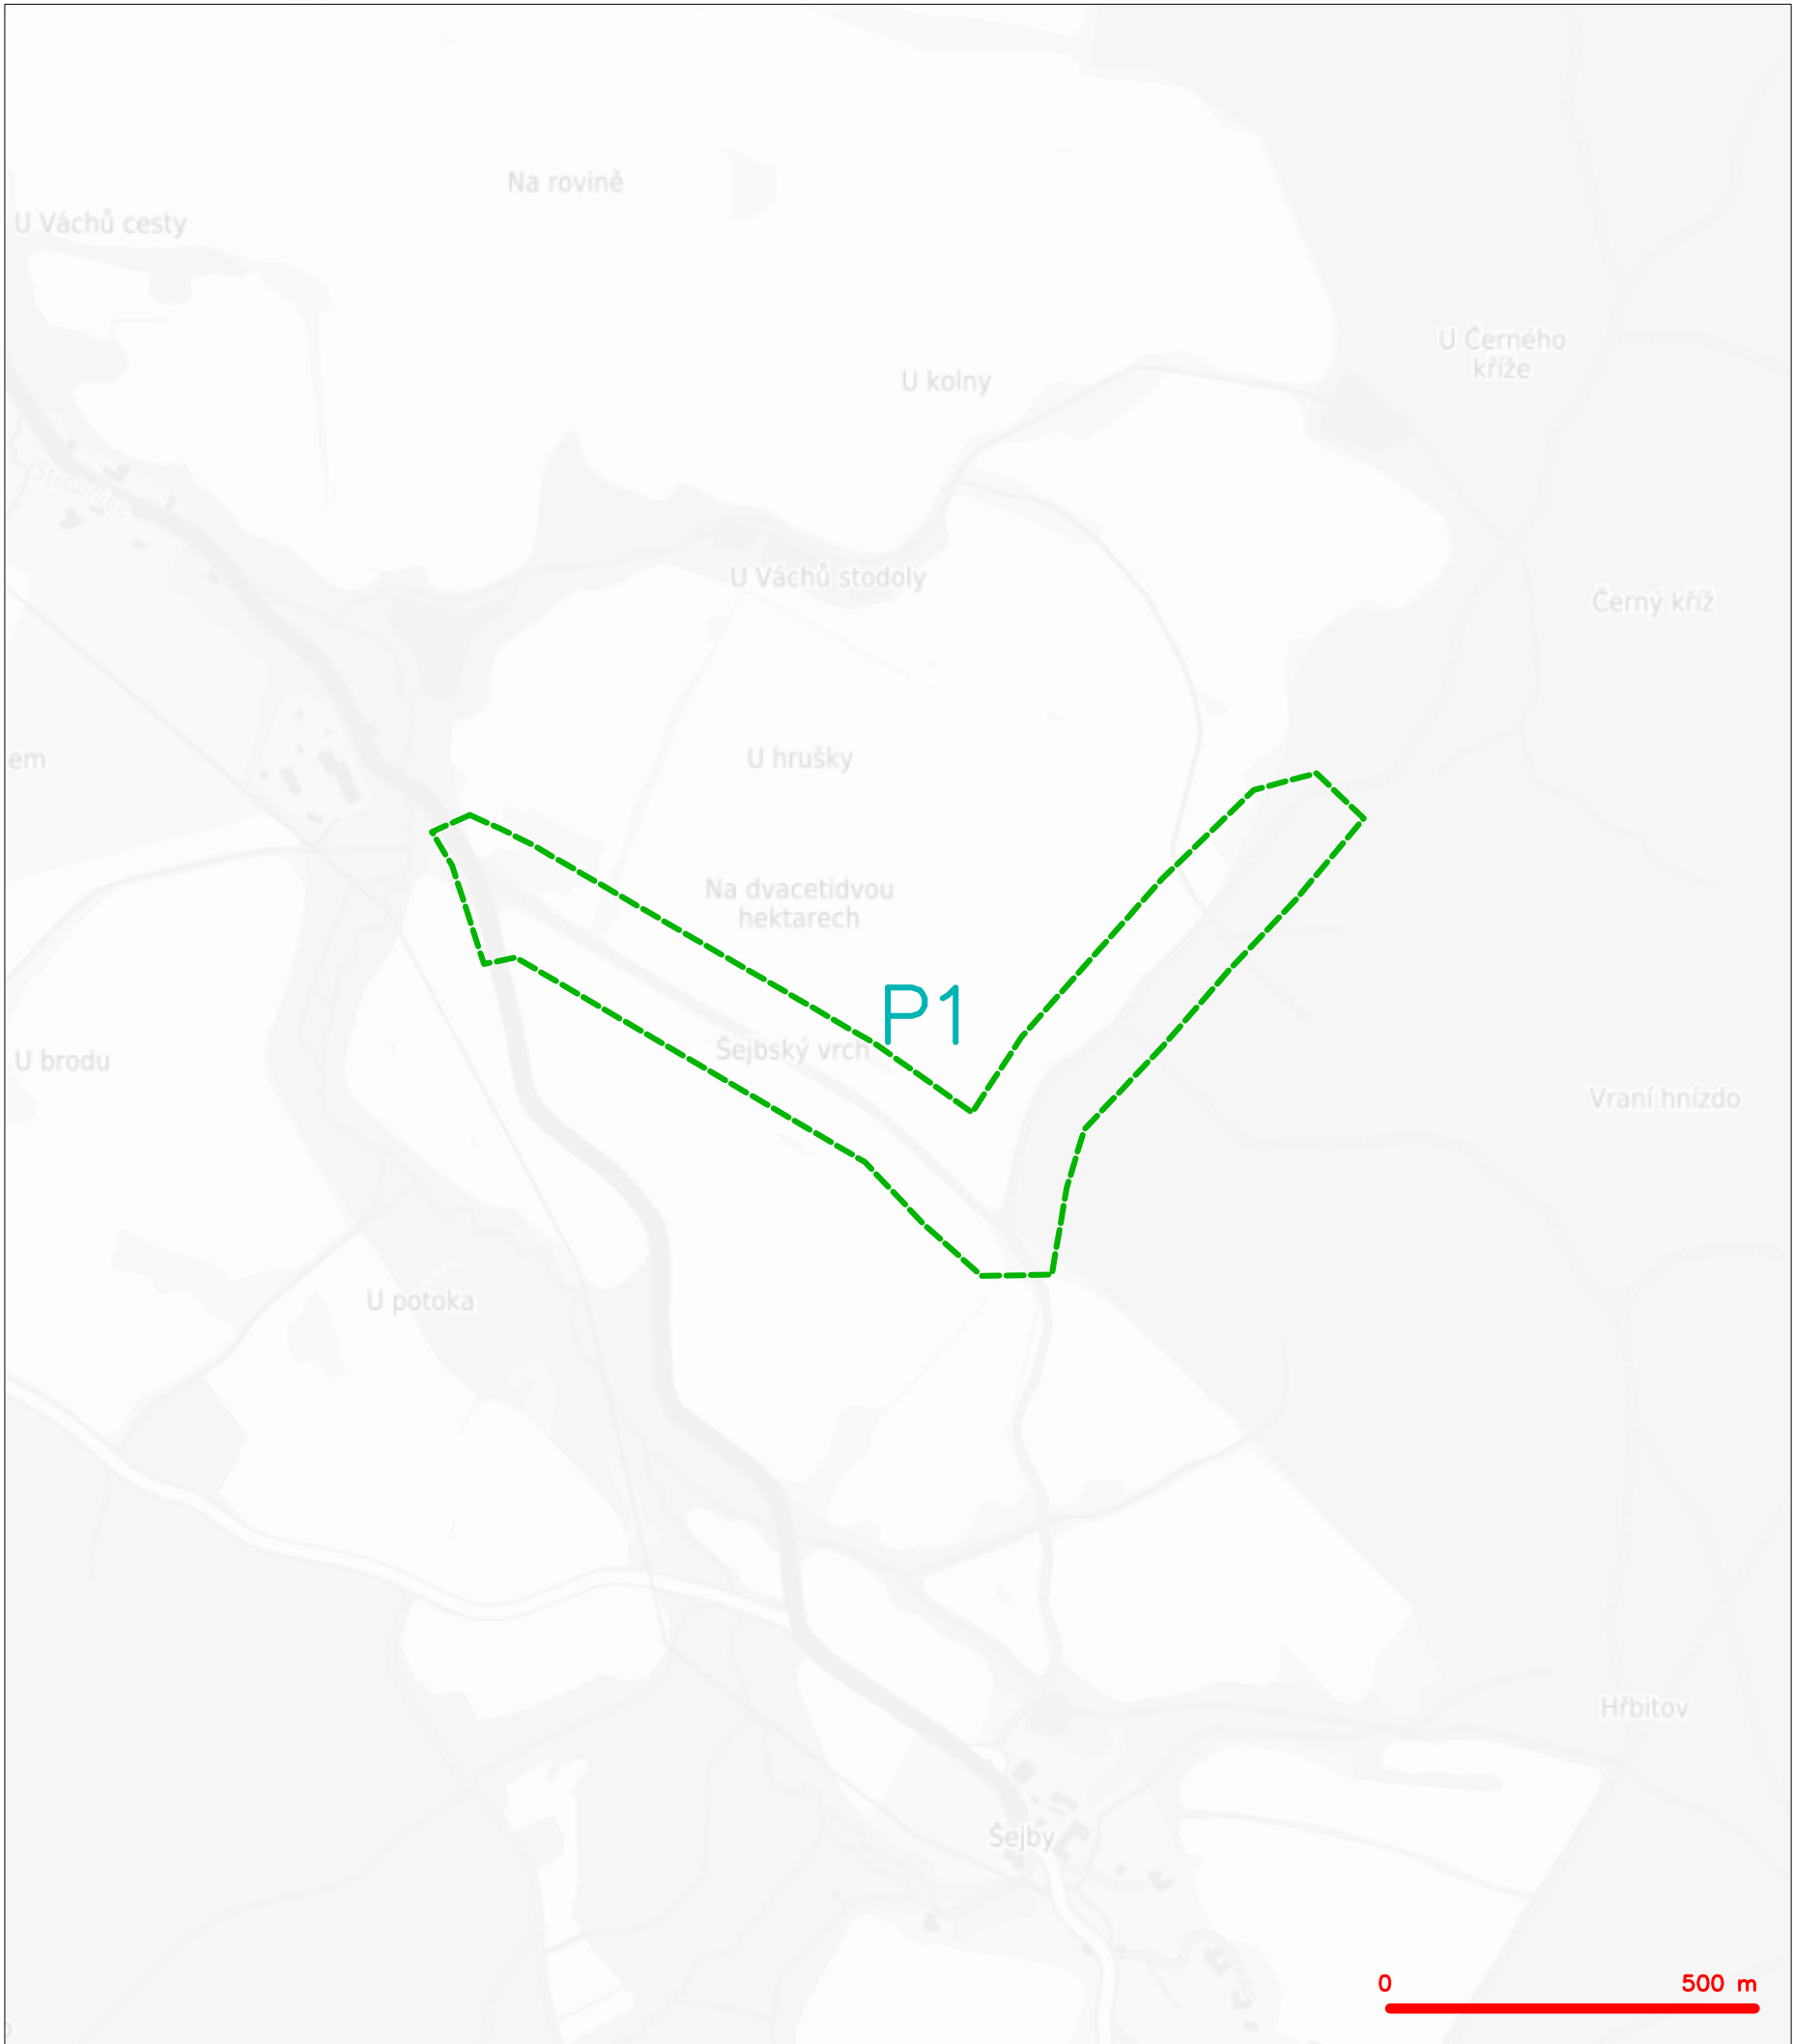 Na rovině
U Váchů cesty
U Černého
kříže
U kolny
Stropnice
U Váchů stodoly
Černý kříž
em
U hrušky
Na dvacetidvou
hektarech
P1
Šejbský vrch
U brodu
Vraní hnízdo
U potoka
Hřbitov
Šejby
0 500 m